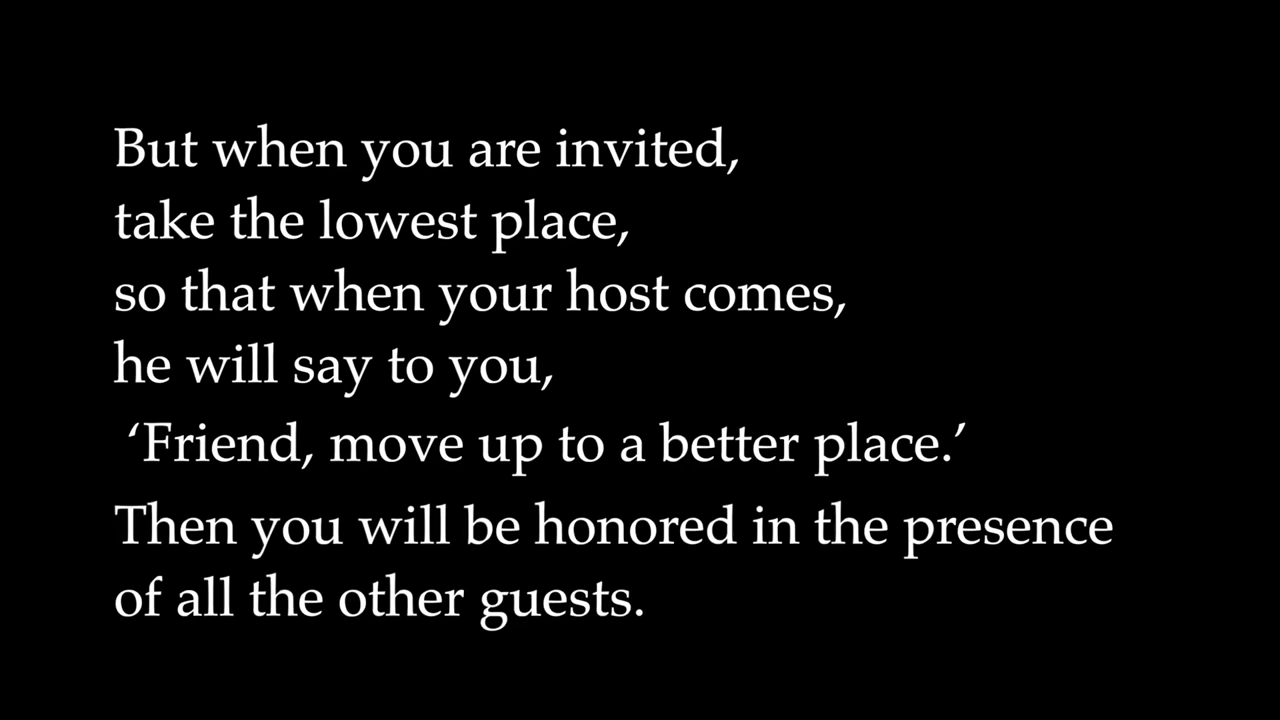 But when you are invited,
take the lowest place,
so that when your host comes,
he will say to you,
‘Friend, move up to a better place.’
Then you will be honored in the presence
of all the other guests.